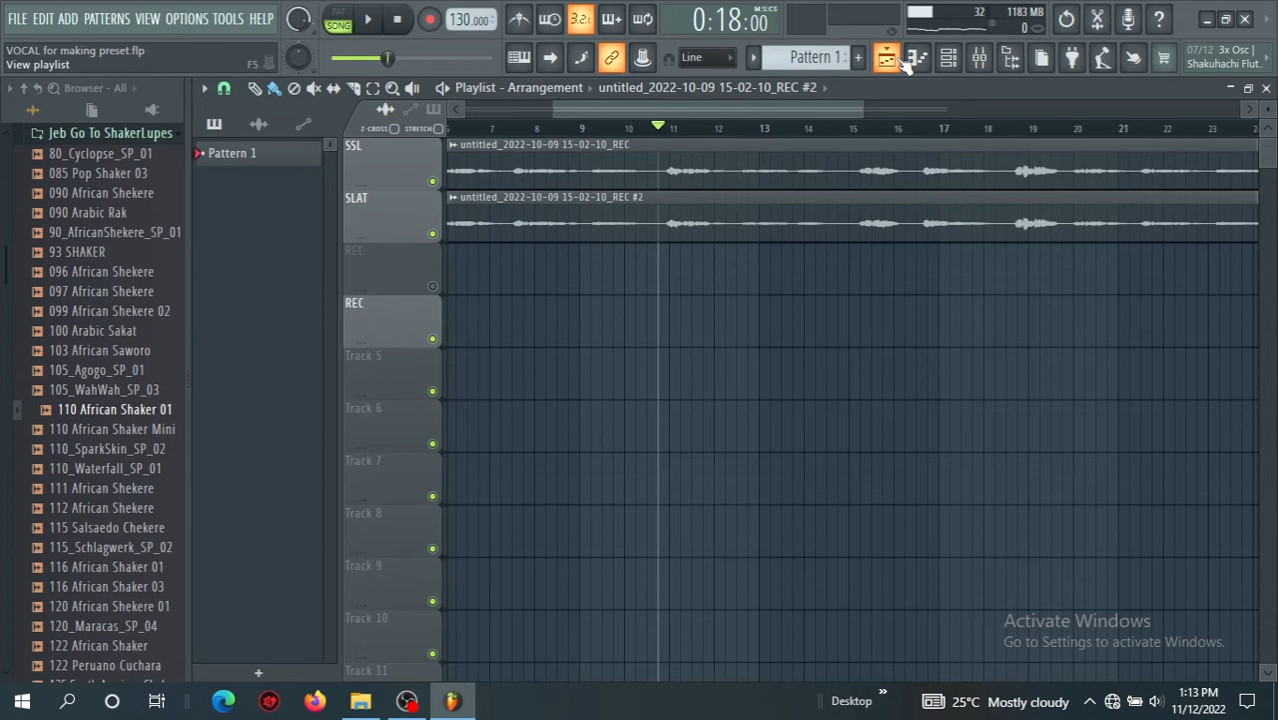 FILE EDIT ADD PATTERNS VIEW OPTIONS TOOLS HELP
PAT
SONG
130.000
3.2.
0:18:00
M:S:CS
32
1183 MB
0
VOCAL for making preset.flp
View playlist
F5
Line
Pattern 1
07/12 3x Osc |
Shakuhachi Flut..
Browser - All
Playlist - Arrangement
untitled_2022-10-09 15-02-10_REC #2
Z-CROSS
STRETCH
7
8
9
10
11
12
13
14
15
16
17
18
19
20
21
22
23
Jeb Go To ShakerLupes
80_Cyclopse_SP_01
085 Pop Shaker 03
090 African Shekere
090 Arabic Rak
90_AfricanShekere_SP_01
93 SHAKER
096 African Shekere
097 African Shekere
099 African Shekere 02
100 Arabic Sakat
103 African Saworo
105_Agogo_SP_01
105_WahWah_SP_03
110 African Shaker 01
110 African Shaker Mini
110_SparkSkin_SP_02
110_Waterfall_SP_01
111 African Shekere
112 African Shekere
115 Salsaedo Chekere
115_Schlagwerk_SP_02
116 African Shaker 01
116 African Shaker 03
120 African Shekere 01
120_Maracas_SP_04
122 African Shaker
122 Peruano Cuchara
Pattern 1
SSL
untitled_2022-10-09 15-02-10_REC
SLAT
untitled_2022-10-09 15-02-10_REC #2
REC
REC
Track 5
Track 6
Track 7
Track 8
Track 9
Track 10
Track 11
Activate Windows
Go to Settings to activate Windows.
Desktop
25°C Mostly cloudy
1:13 PM
11/12/2022